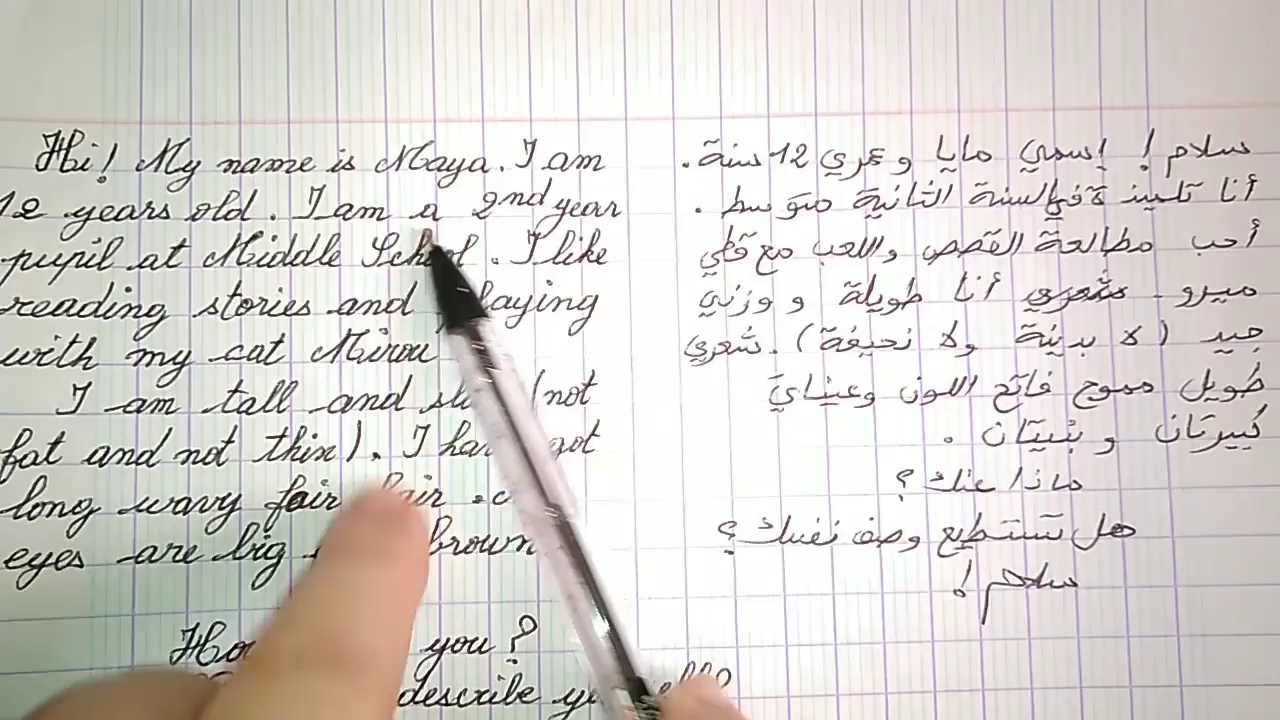 Hi! My name is Maya. I am
12 years old. I am a 2nd year
pupil at Middle School. I like
reading stories and playing
with my cat Mirou
I am tall and (not
fat and not thin). I have got
long wavy fair hair.
eyes are big brown
you?
describe
سلام! إسمي مايا و عمري 12 سنة.
أنا تلميذة في السنة الثانية متوسط.
أحب مطالعة القصص واللعب مع قطي
ميرو. شعري أنا طويلة و وزني
جيد (لا بدينة ولا نحيفة). شعري
طويل مموج فاتح اللون وعينايَ
كبيرتان و بنيتان.
ماذا عنك؟
هل تستطيع وصف نفسك؟
سلام!